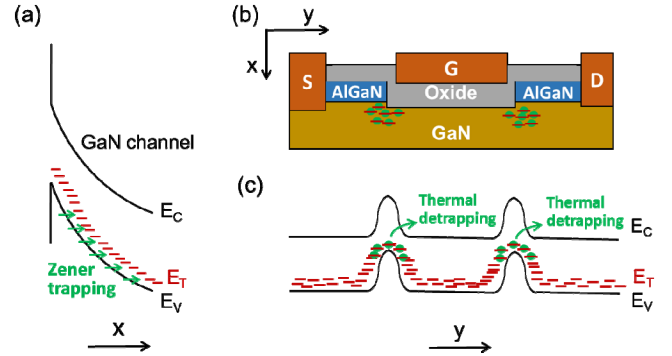 (a)
GaN channel
E_C
Zener
trapping
E_T
E_V
x
(b)
y
x
S
G
D
AlGaN
Oxide
AlGaN
GaN
(c)
Thermal
detrapping
Thermal
detrapping
E_C
E_T
E_V
y